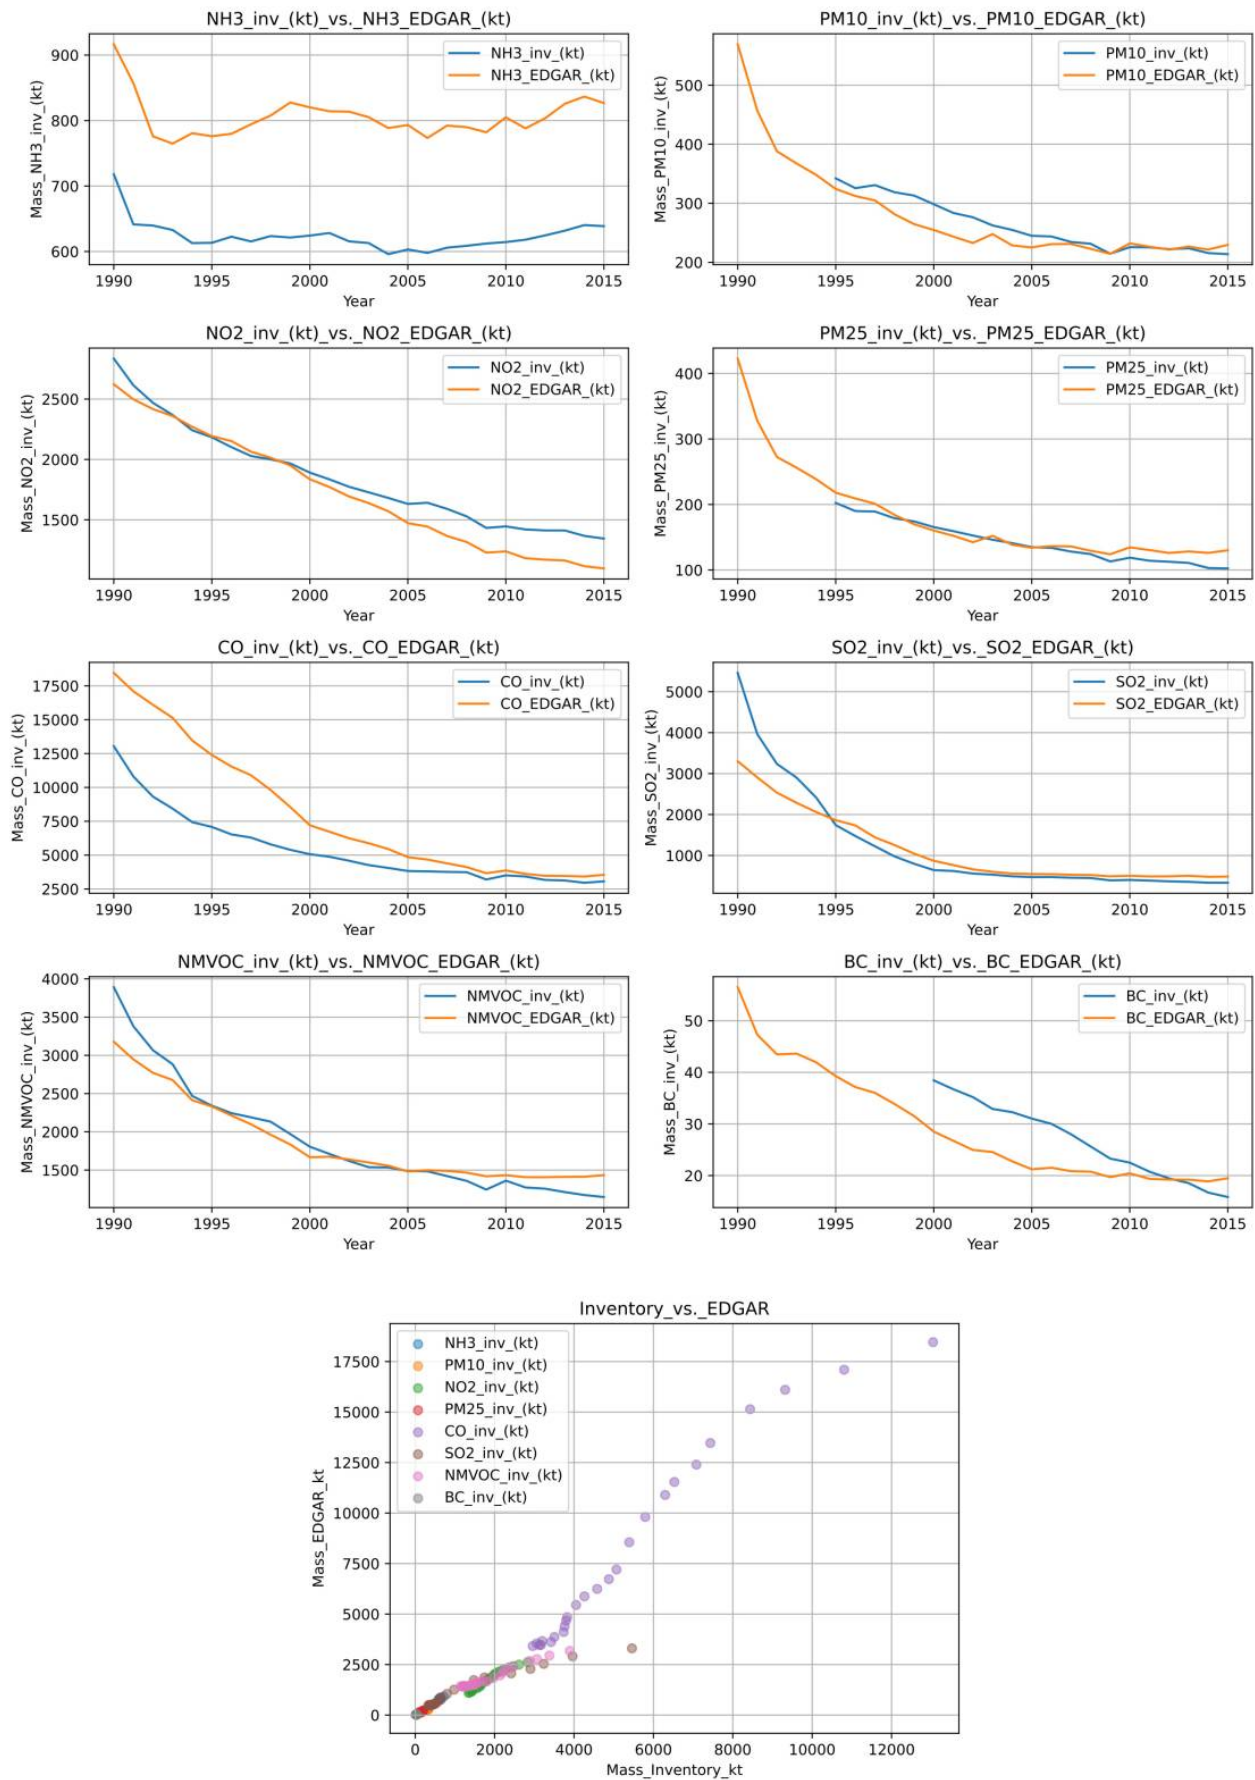 NH3_inv_(kt)_vs._NH3_EDGAR_(kt)
NH3_inv_(kt)
NH3_EDGAR_(kt)
Mass_NH3_inv_(kt)
900
800
700
600
1990 1995 2000 2005 2010 2015
Year
PM10_inv_(kt)_vs._PM10_EDGAR_(kt)
PM10_inv_(kt)
PM10_EDGAR_(kt)
Mass_PM10_inv_(kt)
500
400
300
200
1990 1995 2000 2005 2010 2015
Year
NO2_inv_(kt)_vs._NO2_EDGAR_(kt)
NO2_inv_(kt)
NO2_EDGAR_(kt)
Mass_NO2_inv_(kt)
2500
2000
1500
1990 1995 2000 2005 2010 2015
Year
PM25_inv_(kt)_vs._PM25_EDGAR_(kt)
PM25_inv_(kt)
PM25_EDGAR_(kt)
Mass_PM25_inv_(kt)
400
300
200
100
1990 1995 2000 2005 2010 2015
Year
CO_inv_(kt)_vs._CO_EDGAR_(kt)
CO_inv_(kt)
CO_EDGAR_(kt)
Mass_CO_inv_(kt)
17500
15000
12500
10000
7500
5000
2500
1990 1995 2000 2005 2010 2015
Year
SO2_inv_(kt)_vs._SO2_EDGAR_(kt)
SO2_inv_(kt)
SO2_EDGAR_(kt)
Mass_SO2_inv_(kt)
5000
4000
3000
2000
1000
1990 1995 2000 2005 2010 2015
Year
NMVOC_inv_(kt)_vs._NMVOC_EDGAR_(kt)
NMVOC_inv_(kt)
NMVOC_EDGAR_(kt)
Mass_NMVOC_inv_(kt)
4000
3500
3000
2500
2000
1500
1990 1995 2000 2005 2010 2015
Year
BC_inv_(kt)_vs._BC_EDGAR_(kt)
BC_inv_(kt)
BC_EDGAR_(kt)
Mass_BC_inv_(kt)
50
40
30
20
1990 1995 2000 2005 2010 2015
Year
Inventory_vs._EDGAR
NH3_inv_(kt)
PM10_inv_(kt)
NO2_inv_(kt)
PM25_inv_(kt)
CO_inv_(kt)
SO2_inv_(kt)
NMVOC_inv_(kt)
BC_inv_(kt)
Mass_EDGAR_kt
17500
15000
12500
10000
7500
5000
2500
0
0 2000 4000 6000 8000 10000 12000
Mass_Inventory_kt